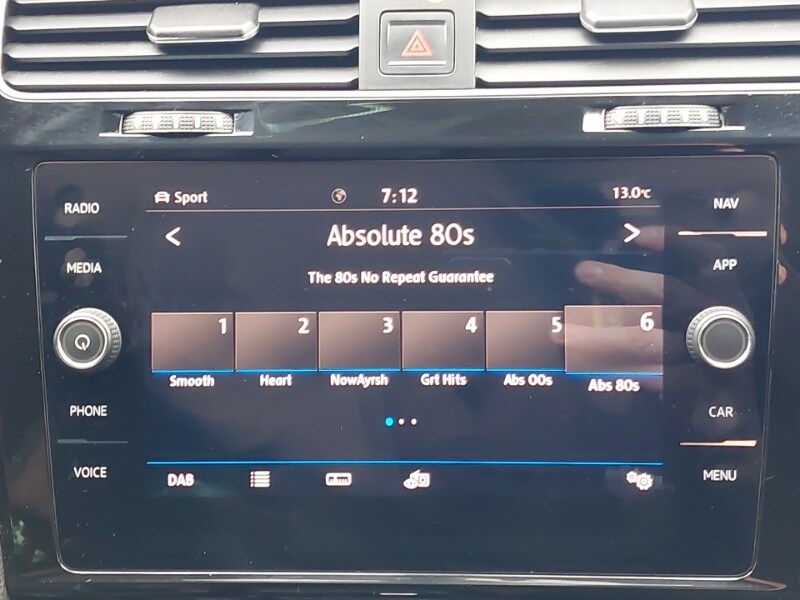 Sport 7:12 13.0°C
RADIO
NAV
Absolute 80s
MEDIA
APP
The 80s No Repeat Guarantee
1 2 3 4 5 6
Smooth Heart NowAyrsh Grt Hits Abs 00s Abs 80s
PHONE
CAR
VOICE
DAB
MENU